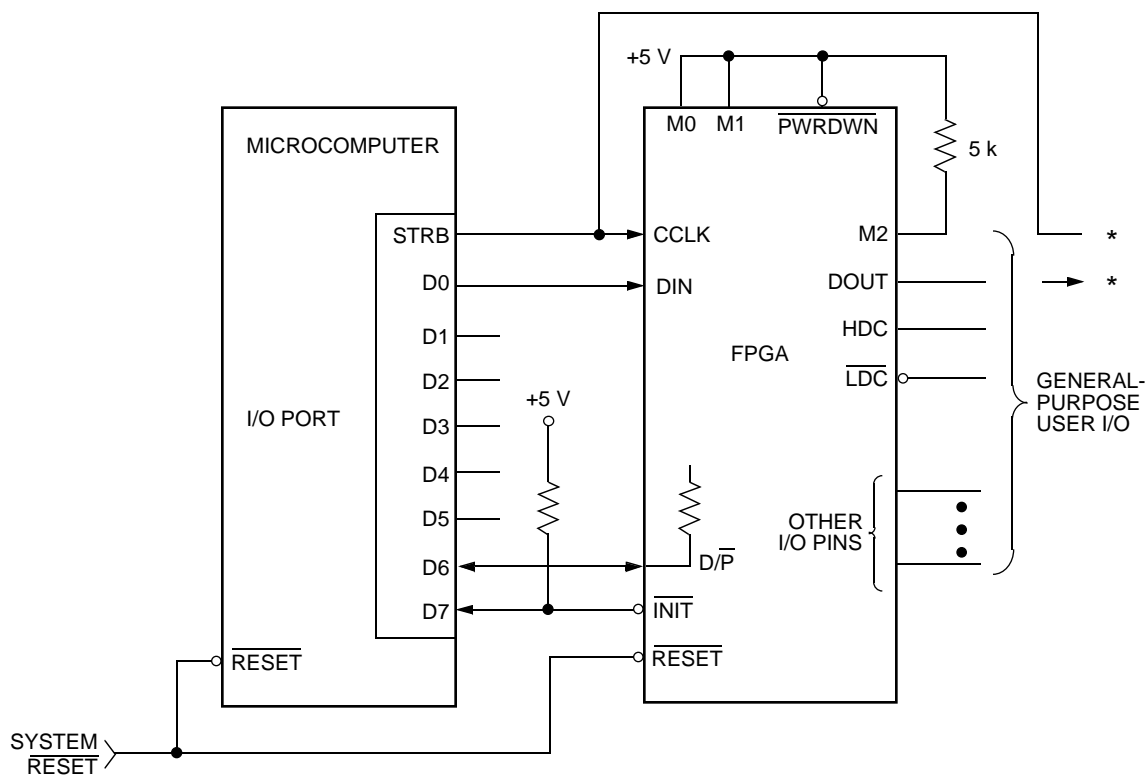 +5 V
M0 M1 PWRDWN
MICROCOMPUTER
5 k
STRB
CCLK
M2
*
D0
DIN
DOUT
*
D1
HDC
D2
FPGA
LDC
I/O PORT
D3
+5 V
GENERAL-
PURPOSE
USER I/O
D4
D5
OTHER
I/O PINS
D6
D/P
D7
INIT
RESET
RESET
SYSTEM
RESET